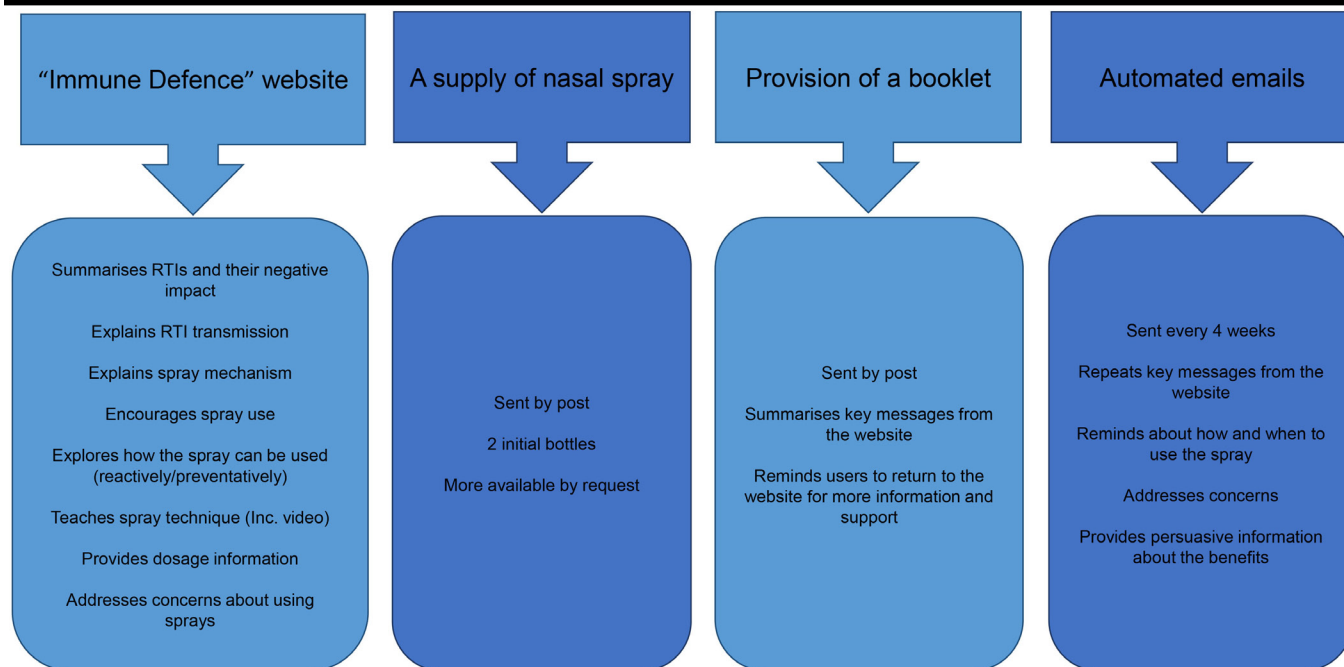 “Immune Defence” website
A supply of nasal spray
Provision of a booklet
Automated emails
Summarises RTIs and their negative
impact
Explains RTI transmission
Explains spray mechanism
Encourages spray use
Explores how the spray can be used
(reactively/preventatively)
Teaches spray technique (Inc. video)
Provides dosage information
Addresses concerns about using
sprays
Sent by post
2 initial bottles
More available by request
Sent by post
Summarises key messages from
the website
Reminds users to return to the
website for more information and
support
Sent every 4 weeks
Repeats key messages from the
website
Reminds about how and when to
use the spray
Addresses concerns
Provides persuasive information
about the benefits